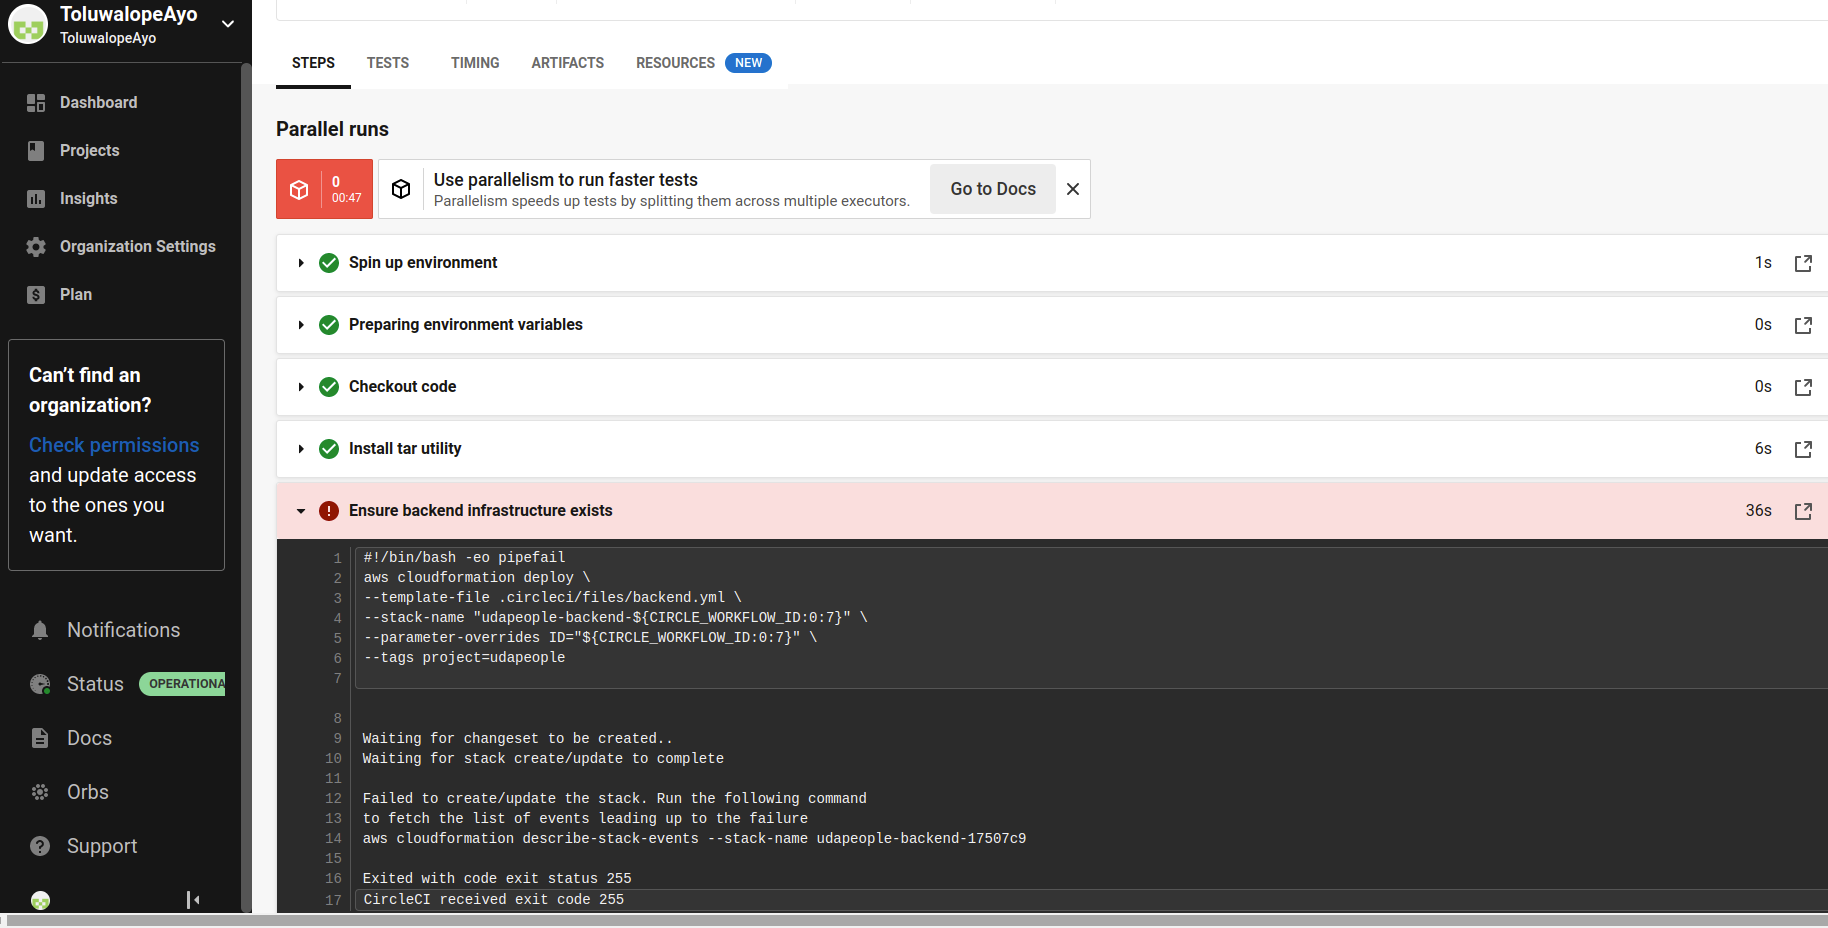 ToluwalopeAyo
ToluwalopeAyo
Dashboard
Projects
Insights
Organization Settings
Plan
Can’t find an
organization?
Check permissions
and update access
to the ones you
want.
Notifications
Status OPERATIONA
Docs
Orbs
Support
STEPS TESTS TIMING ARTIFACTS RESOURCES NEW
Parallel runs
0
00:47
Use parallelism to run faster tests
Parallelism speeds up tests by splitting them across multiple executors.
Go to Docs
Spin up environment 1s
Preparing environment variables 0s
Checkout code 0s
Install tar utility 6s
Ensure backend infrastructure exists 36s
1 #!/bin/bash -eo pipefail
2 aws cloudformation deploy \
3 --template-file .circleci/files/backend.yml \
4 --stack-name "udapeople-backend-${CIRCLE_WORKFLOW_ID:0:7}" \
5 --parameter-overrides ID="${CIRCLE_WORKFLOW_ID:0:7}" \
6 --tags project=udapeople
7
8
9 Waiting for changeset to be created..
10 Waiting for stack create/update to complete
11
12 Failed to create/update the stack. Run the following command
13 to fetch the list of events leading up to the failure
14 aws cloudformation describe-stack-events --stack-name udapeople-backend-17507c9
15
16 Exited with code exit status 255
17 CircleCI received exit code 255